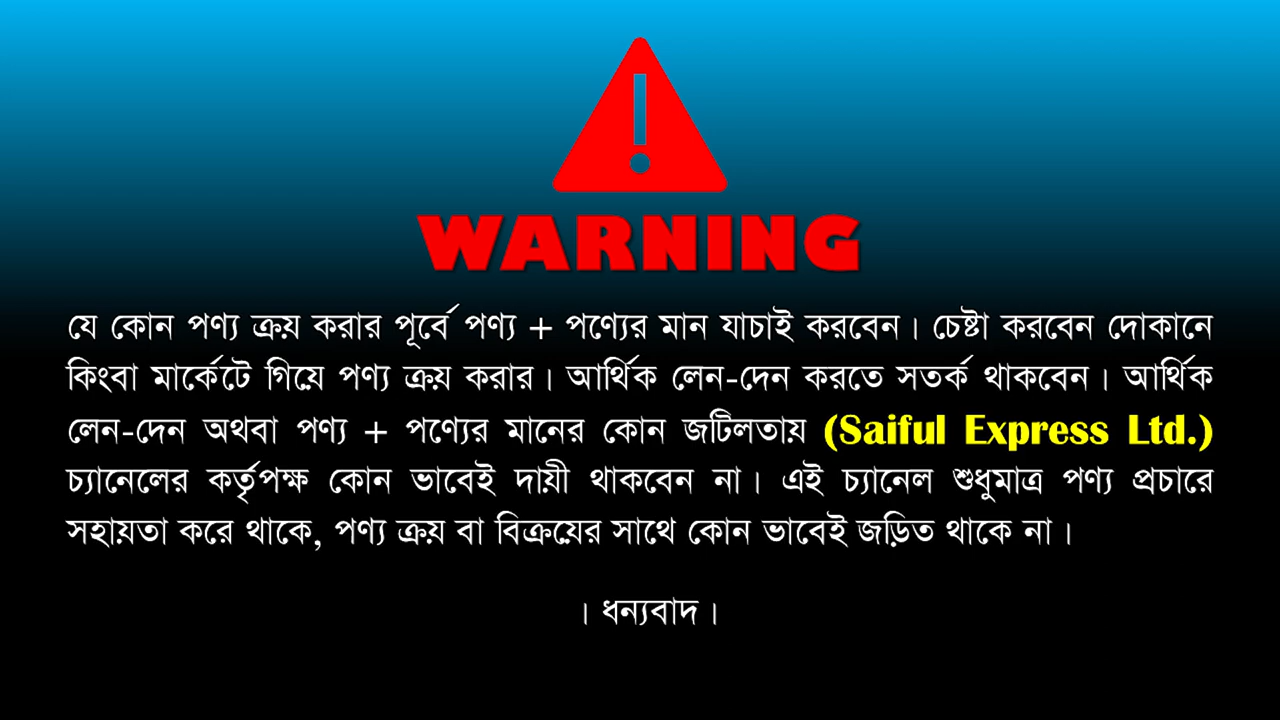 WARNING
যে কোন পণ্য ক্রয় করার পূর্বে পণ্য + পণ্যের মান যাচাই করবেন। চেষ্টা করবেন দোকানে
কিংবা মার্কেটে গিয়ে পণ্য ক্রয় করার। আর্থিক লেন-দেন করতে সতর্ক থাকবেন। আর্থিক
লেন-দেন অথবা পণ্য + পণ্যের মানের কোন জটিলতায় (Saiful Express Ltd.)
চ্যানেলের কর্তৃপক্ষ কোন ভাবেই দায়ী থাকবেন না। এই চ্যানেল শুধুমাত্র পণ্য প্রচারে
সহায়তা করে থাকে, পণ্য ক্রয় বা বিক্রয়ের সাথে কোন ভাবেই জড়িত থাকে না।
। ধন্যবাদ ।